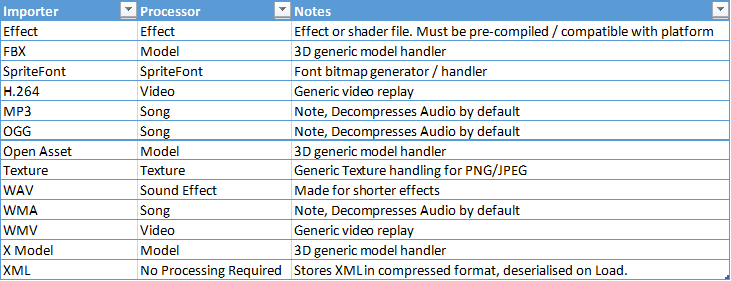 Importer Processor Notes
Effect Effect Effect or shader file. Must be pre-compiled / compatible with platform
FBX Model 3D generic model handler
SpriteFont SpriteFont Font bitmap generator / handler
H.264 Video Generic video replay
MP3 Song Note, Decompresses Audio by default
OGG Song Note, Decompresses Audio by default
Open Asset Model 3D generic model handler
Texture Texture Generic Texture handling for PNG/JPEG
WAV Sound Effect Made for shorter effects
WMA Song Note, Decompresses Audio by default
WMV Video Generic video replay
X Model Model 3D generic model handler
XML No Processing Required Stores XML in compressed format, deserialised on Load.